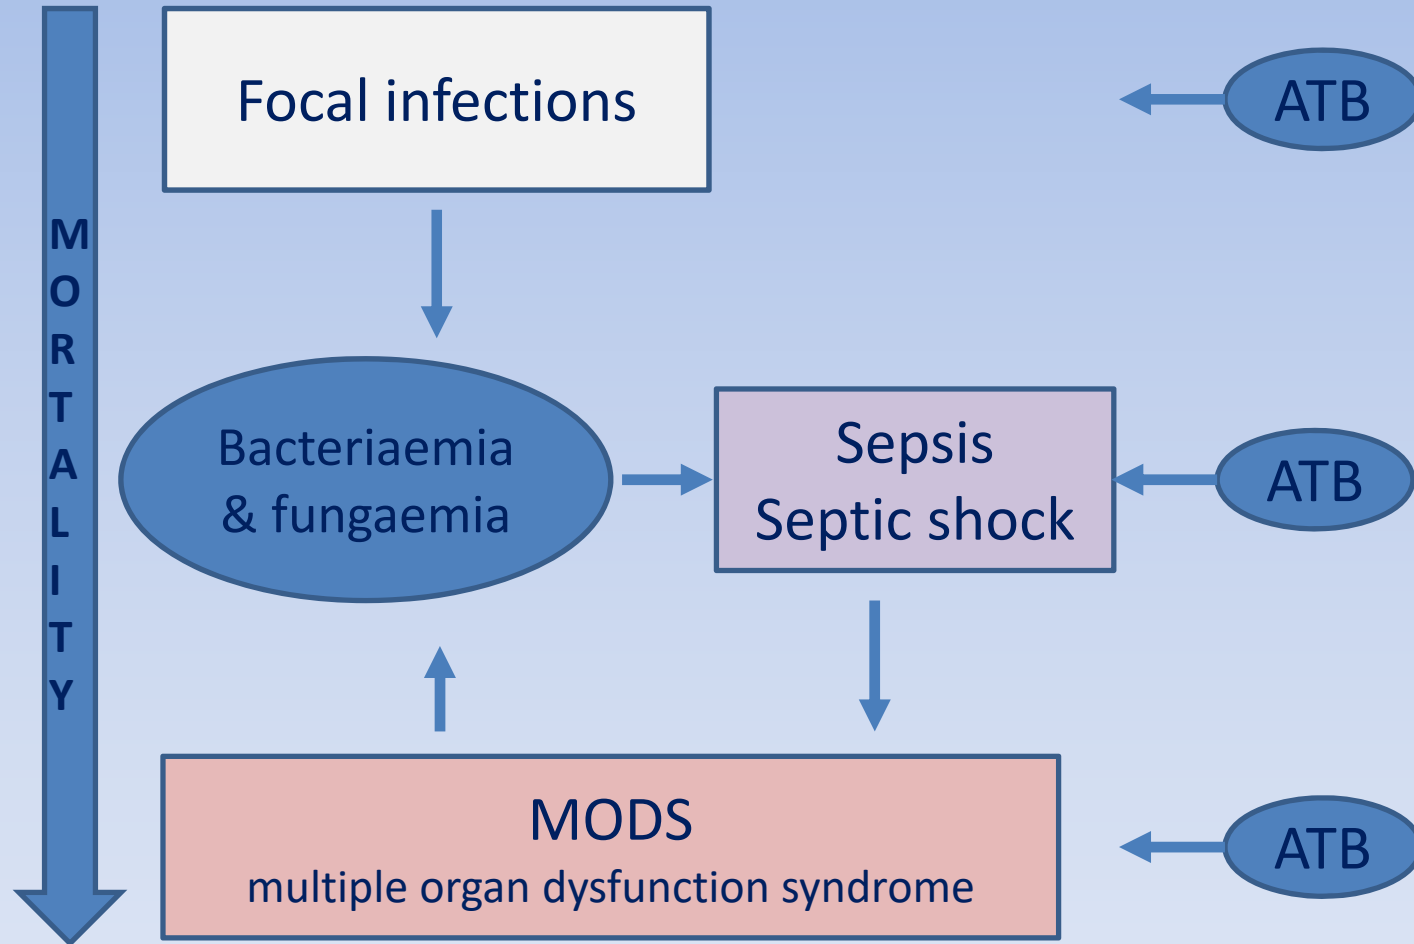 MORTALITY
Focal infections
ATB
Bacteriaemia
& fungaemia
Sepsis
Septic shock
ATB
MODS
multiple organ dysfunction syndrome
ATB